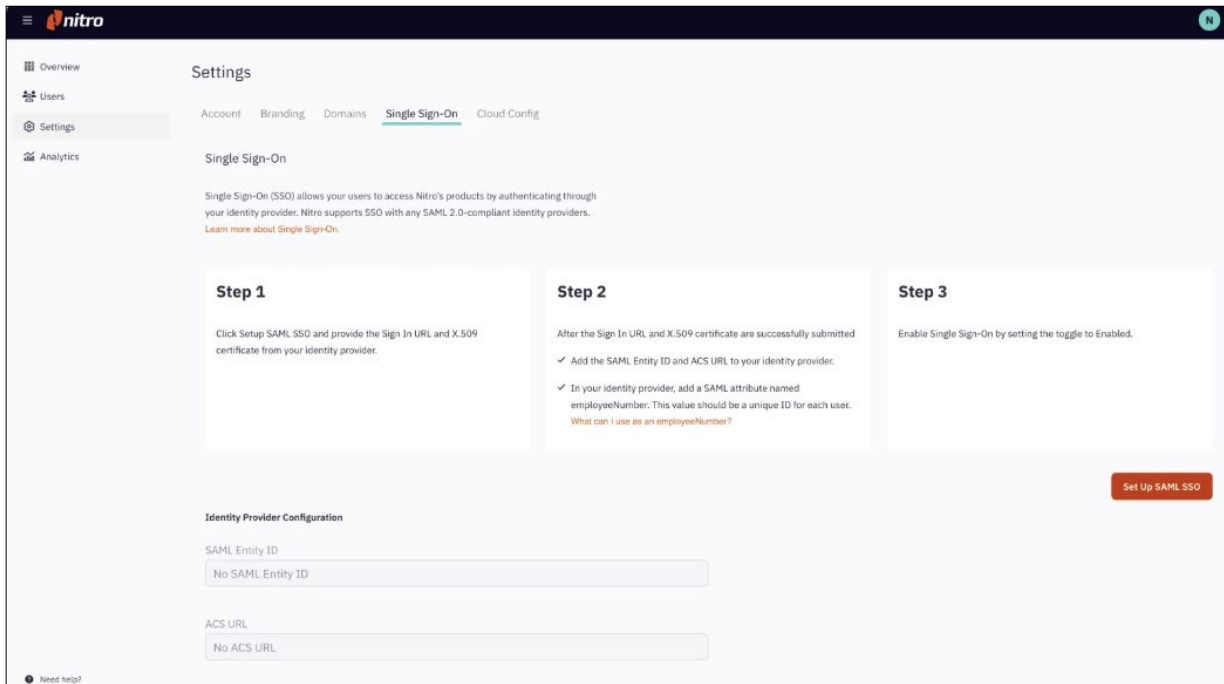 nitro
N
Overview
Users
Settings
Analytics
Settings
Account Branding Domains Single Sign-On Cloud Config
Single Sign-On
Single Sign-On (SSO) allows your users to access Nitro's products by authenticating through
your identity provider. Nitro supports SSO with any SAML 2.0-compliant identity providers.
Learn more about Single Sign-On.
Step 1
Click Setup SAML SSO and provide the Sign In URL and X.509
certificate from your identity provider.
Step 2
After the Sign In URL and X.509 certificate are successfully submitted
Add the SAML Entity ID and ACS URL to your identity provider.
In your identity provider, add a SAML attribute named
employeeNumber. This value should be a unique ID for each user.
What can I use as an employeeNumber?
Step 3
Enable Single Sign-On by setting the toggle to Enabled.
Set Up SAML SSO
Identity Provider Configuration
SAML Entity ID
No SAML Entity ID
ACS URL
No ACS URL
Need help?